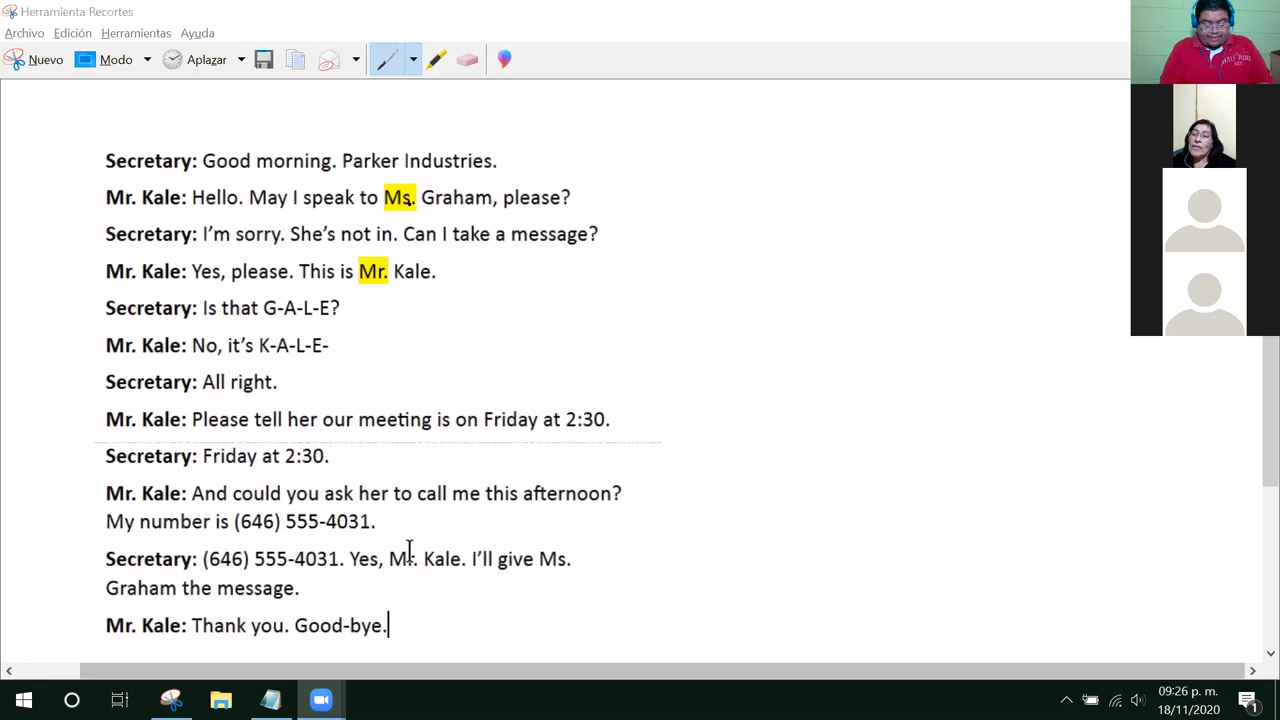 Herramienta Recortes
Archivo Edición Herramientas Ayuda
Nuevo Modo Aplazar
Secretary: Good morning. Parker Industries.
Mr. Kale: Hello. May I speak to Ms. Graham, please?
Secretary: I'm sorry. She's not in. Can I take a message?
Mr. Kale: Yes, please. This is Mr. Kale.
Secretary: Is that G-A-L-E?
Mr. Kale: No, it's K-A-L-E-
Secretary: All right.
Mr. Kale: Please tell her our meeting is on Friday at 2:30.
Secretary: Friday at 2:30.
Mr. Kale: And could you ask her to call me this afternoon?
My number is (646) 555-4031.
Secretary: (646) 555-4031. Yes, Mr. Kale. I'll give Ms.
Graham the message.
Mr. Kale: Thank you. Good-bye.
09:26 p. m.
18/11/2020
1